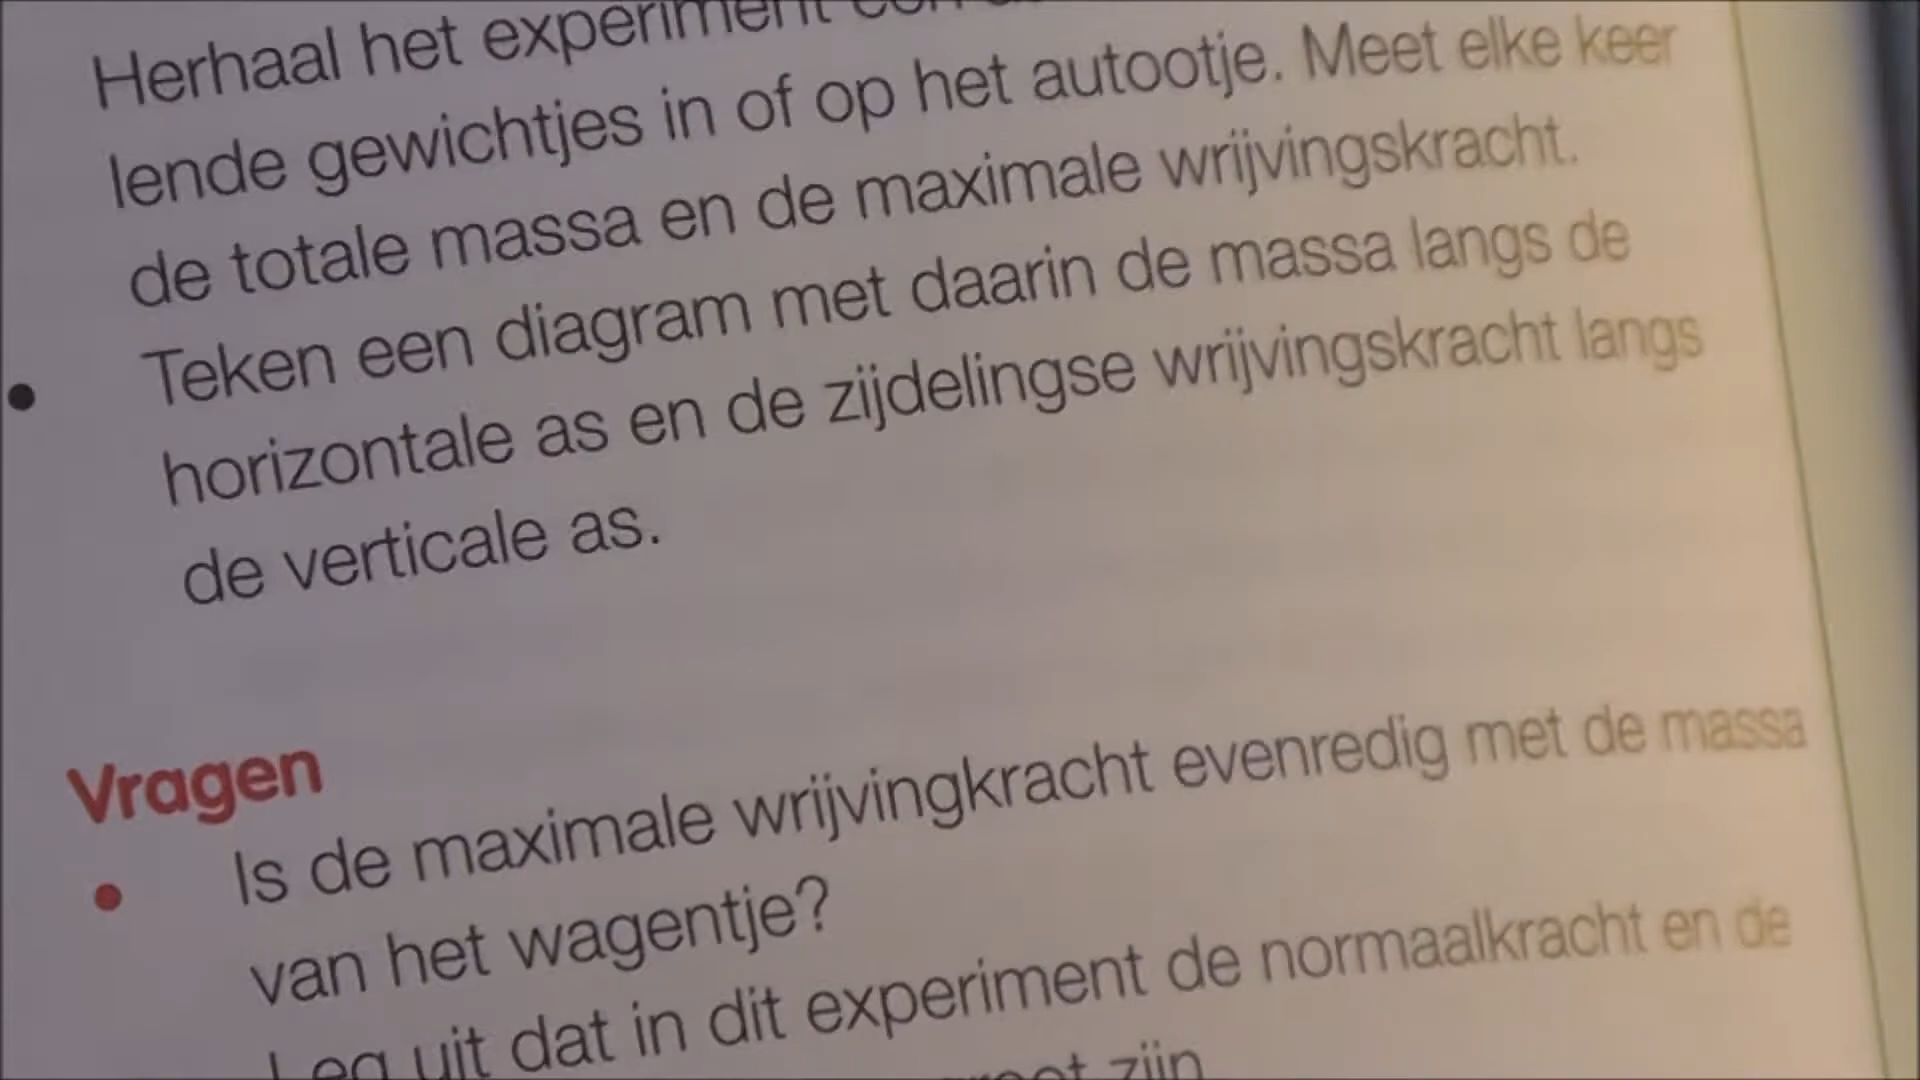 Herhaal het experiment
lende gewichtjes in of op het autootje. Meet elke keer
de totale massa en de maximale wrijvingskracht.
• Teken een diagram met daarin de massa langs de
horizontale as en de zijdelingse wrijvingskracht langs
de verticale as.
Vragen
• Is de maximale wrijvingkracht evenredig met de massa
van het wagentje?
Leg uit dat in dit experiment de normaalkracht en de
zijn